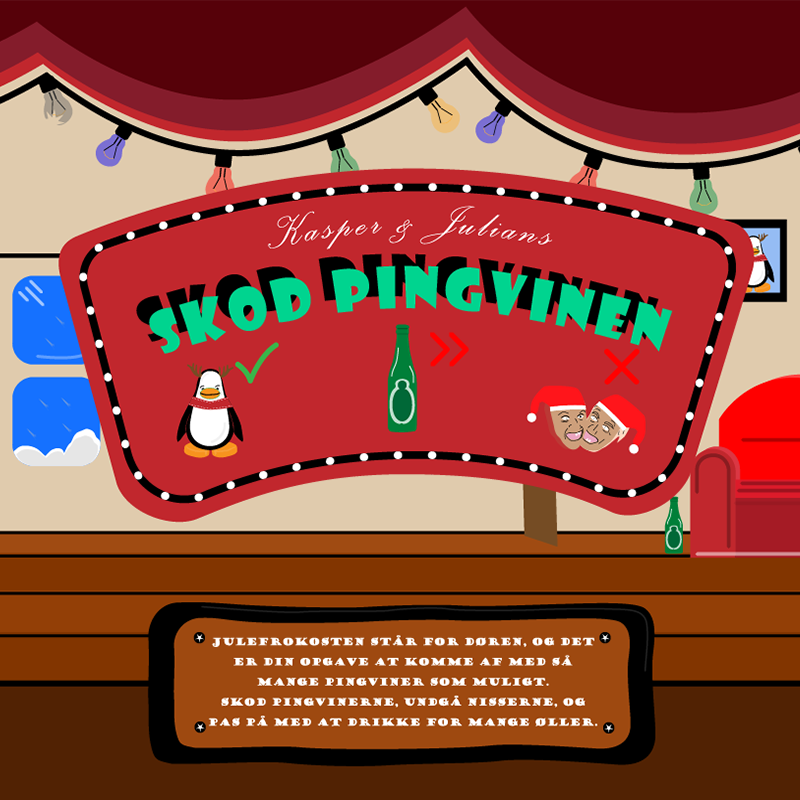 Kasper & Julians
SKOD PINGVINEN
JULEFROKOSTEN STÅR FOR DØREN, OG DET
ER DIN OPGAVE AT KOMME AF MED SÅ
MANGE PINGVINER SOM MULIGT.
SKOD PINGVINERNE, UNDGÅ NISSERNE, OG
PAS PÅ MED AT DRIKKE FOR MANGE ØLLER.